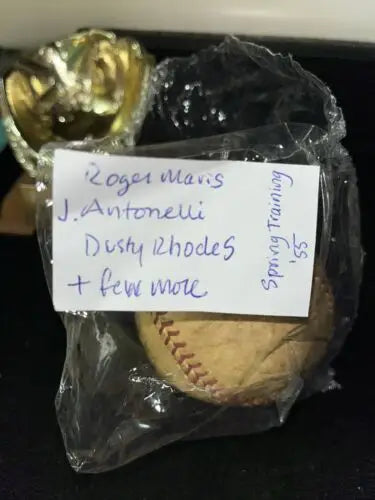 Roger Maris
J. Antonelli
Dusty Rhodes
+ few more
Spring Training
'55